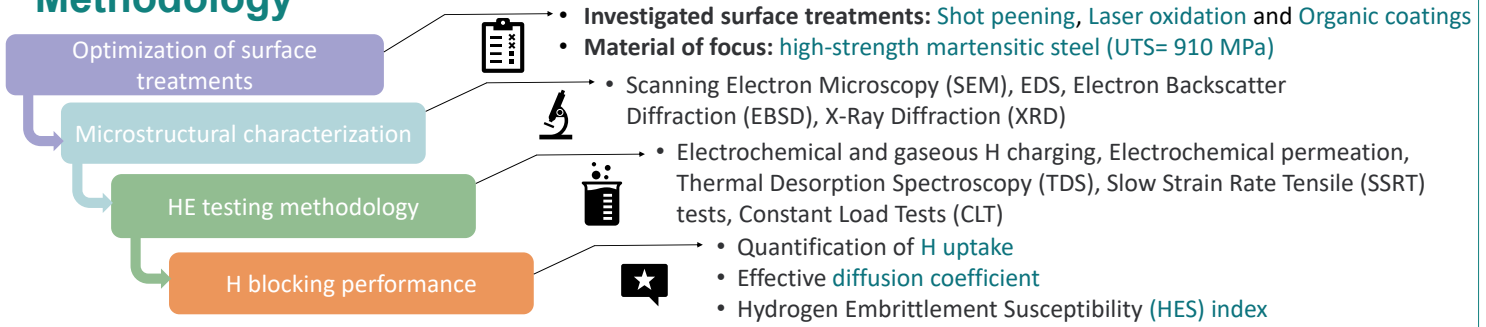 Methodology
Optimization of surface
treatments
• Investigated surface treatments: Shot peening, Laser oxidation and Organic coatings
• Material of focus: high-strength martensitic steel (UTS= 910 MPa)
Microstructural characterization
• Scanning Electron Microscopy (SEM), EDS, Electron Backscatter
Diffraction (EBSD), X-Ray Diffraction (XRD)
HE testing methodology
• Electrochemical and gaseous H charging, Electrochemical permeation,
Thermal Desorption Spectroscopy (TDS), Slow Strain Rate Tensile (SSRT)
tests, Constant Load Tests (CLT)
H blocking performance
• Quantification of H uptake
• Effective diffusion coefficient
• Hydrogen Embrittlement Susceptibility (HES) index